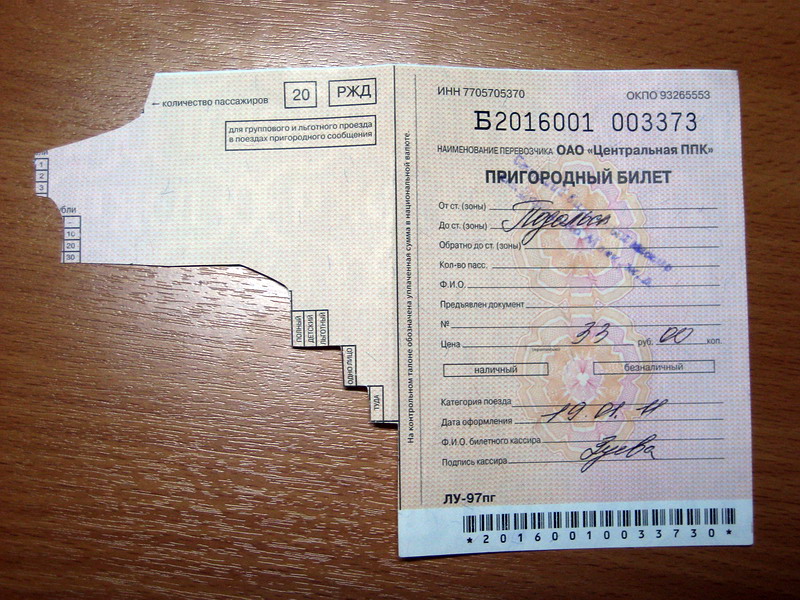 ← количество пассажиров 20 РЖД
для группового и льготного проезда
в поездах пригородного сообщения
1
2
3
бли
10
20
30
ПОЛНЫЙ
ДЕТСКИЙ
ЛЬГОТНЫЙ
ОДНО ЛИЦО
ТУДА
На контрольном талоне обозначена уплаченная сумма в национальной валюте.
ИНН 7705705370 ОКПО 93265553
Б2016001 003373
НАИМЕНОВАНИЕ ПЕРЕВОЗЧИКА ОАО «Центральная ППК»
ПРИГОРОДНЫЙ БИЛЕТ
От ст. (зоны)
До ст. (зоны) Подольск
Обратно до ст. (зоны)
Кол-во пасс.
Ф.И.О.
Предъявлен документ
№
Цена 33 руб. 00 коп.
наличный безналичный
Категория поезда
Дата оформления 19 01. 11
Ф.И.О. билетного кассира
Подпись кассира
ЛУ-97пг
*20160010033730*